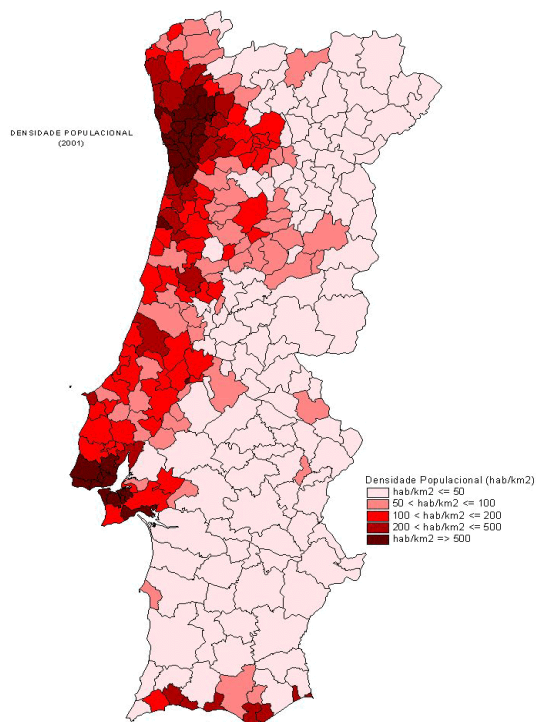 DENSIDADE POPULACIONAL
(2001)
Densidade Populacional (hab/km2)
hab/km2 <= 50
50 < hab/km2 <= 100
100 < hab/km2 <= 200
200 < hab/km2 <= 500
hab/km2 => 500